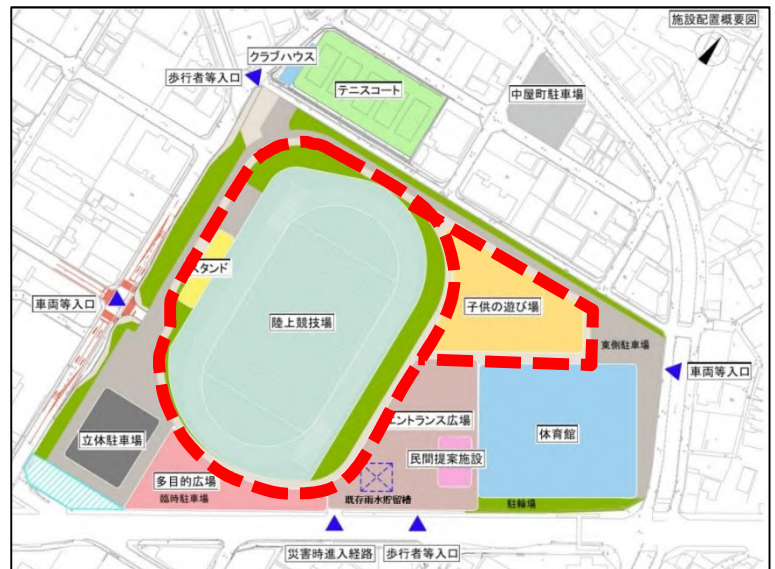 施設配置概要図
クラブハウス
歩行者等入口
テニスコート
中屋町駐車場
スタンド
車両等入口
陸上競技場
子供の遊び場
東側駐車場
車両等入口
エントランス広場
体育館
立体駐車場
民間提案施設
多目的広場
臨時駐車場
既存雨水貯留槽
駐輪場
災害時進入経路
歩行者等入口